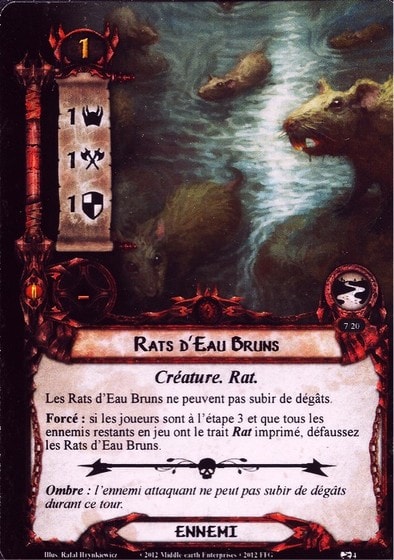 1
1
1
1
–
7/20
Rats d'Eau Bruns
Créature. Rat.
Les Rats d'Eau Bruns ne peuvent pas subir de dégâts.
Forcé : si les joueurs sont à l'étape 3 et que tous les
ennemis restants en jeu ont le trait Rat imprimé, défaussez
les Rats d'Eau Bruns.
Ombre : l'ennemi attaquant ne peut pas subir de dégâts
durant ce tour.
ENNEMI
Illus. Rafał Hrynkiewicz © 2012 Middle-earth Enterprises © 2012 FFG